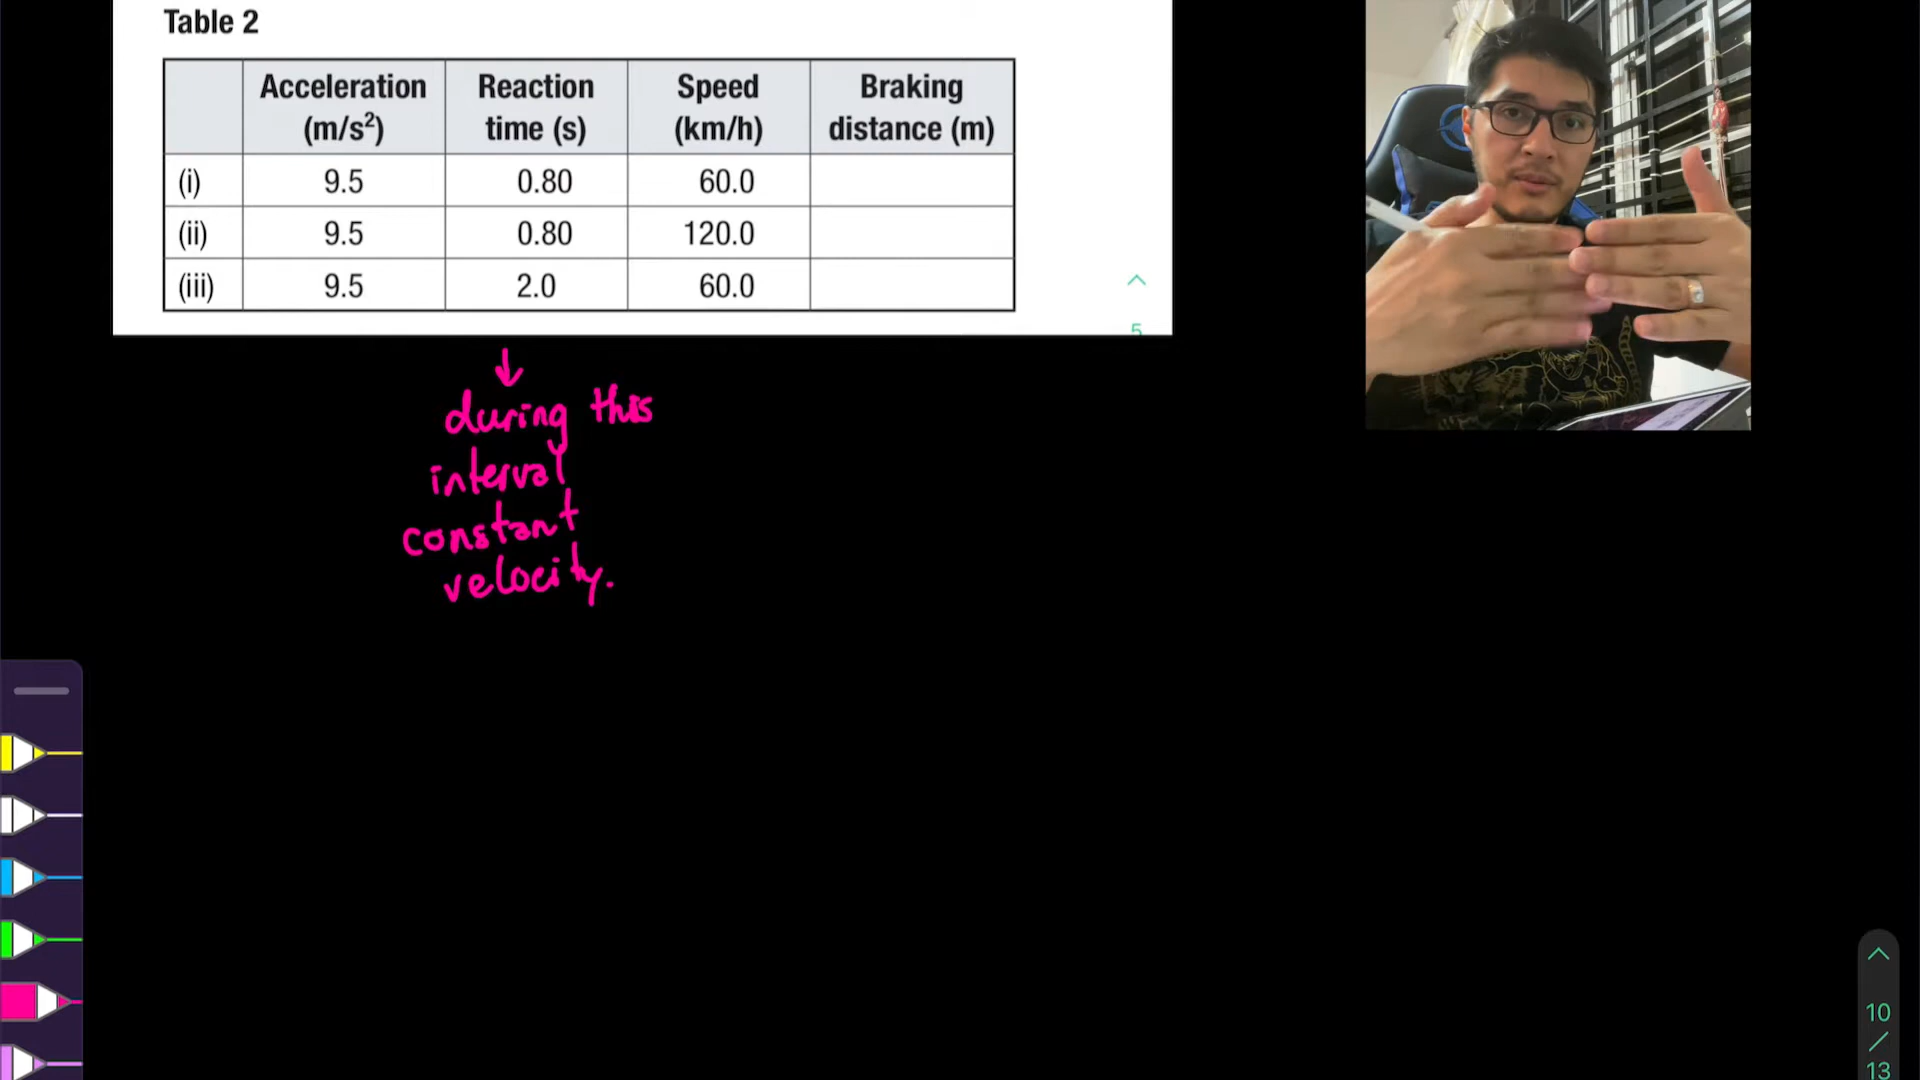 Table 2
Acceleration (m/s²) Reaction time (s) Speed (km/h) Braking distance (m)
(i) 9.5 0.80 60.0
(ii) 9.5 0.80 120.0
(iii) 9.5 2.0 60.0
5
during this
interval
constant
velocity.
10
/
13